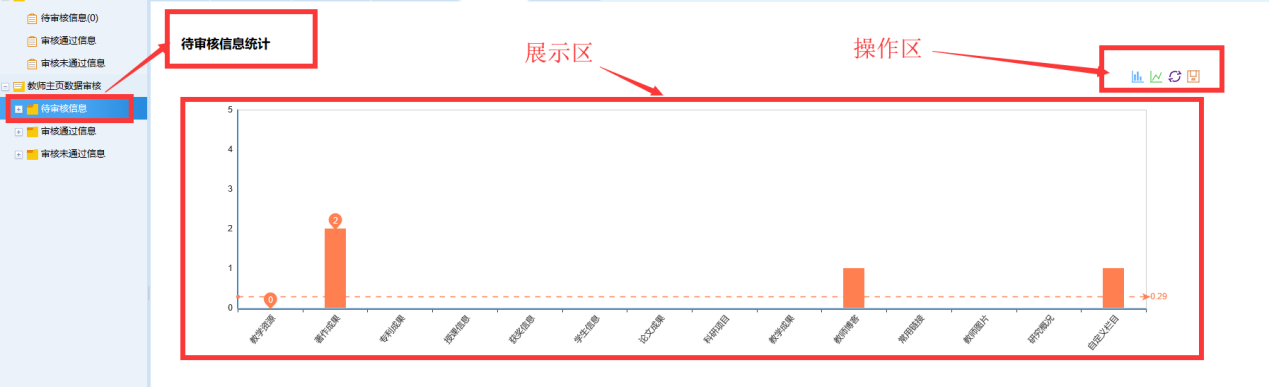 待审核信息(0)
审核通过信息
审核未通过信息
教师主页数据审核
待审核信息
审核通过信息
审核未通过信息
待审核信息统计
展示区
操作区
5
4
3
2
1
0
2
0
0.29
教学资源
著作成果
专利成果
授课信息
获奖信息
学生信息
论文成果
科研项目
教学成果
教师博客
常用链接
教师图片
研究概况
自定义栏目